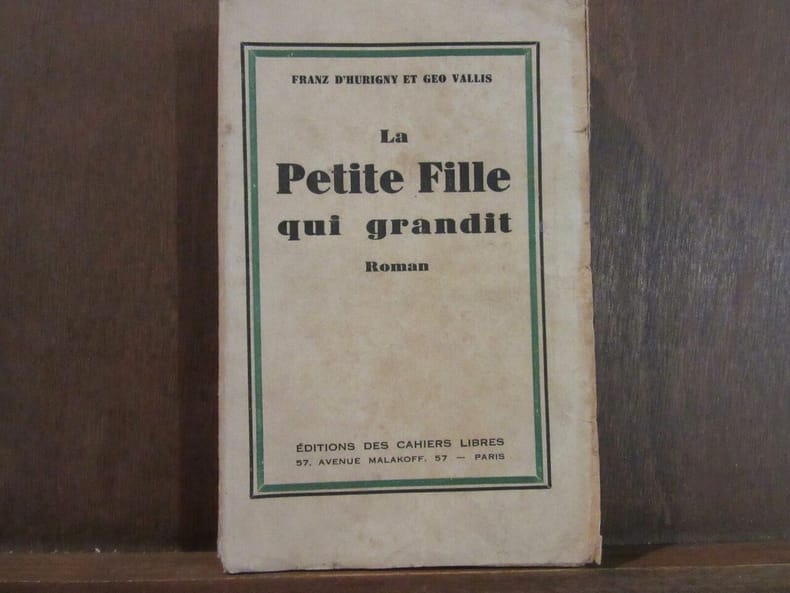 FRANZ D'HURIGNY ET GEO VALLIS
La
Petite Fille
qui grandit
Roman
ÉDITIONS DES CAHIERS LIBRES
57, AVENUE MALAKOFF, 57 — PARIS